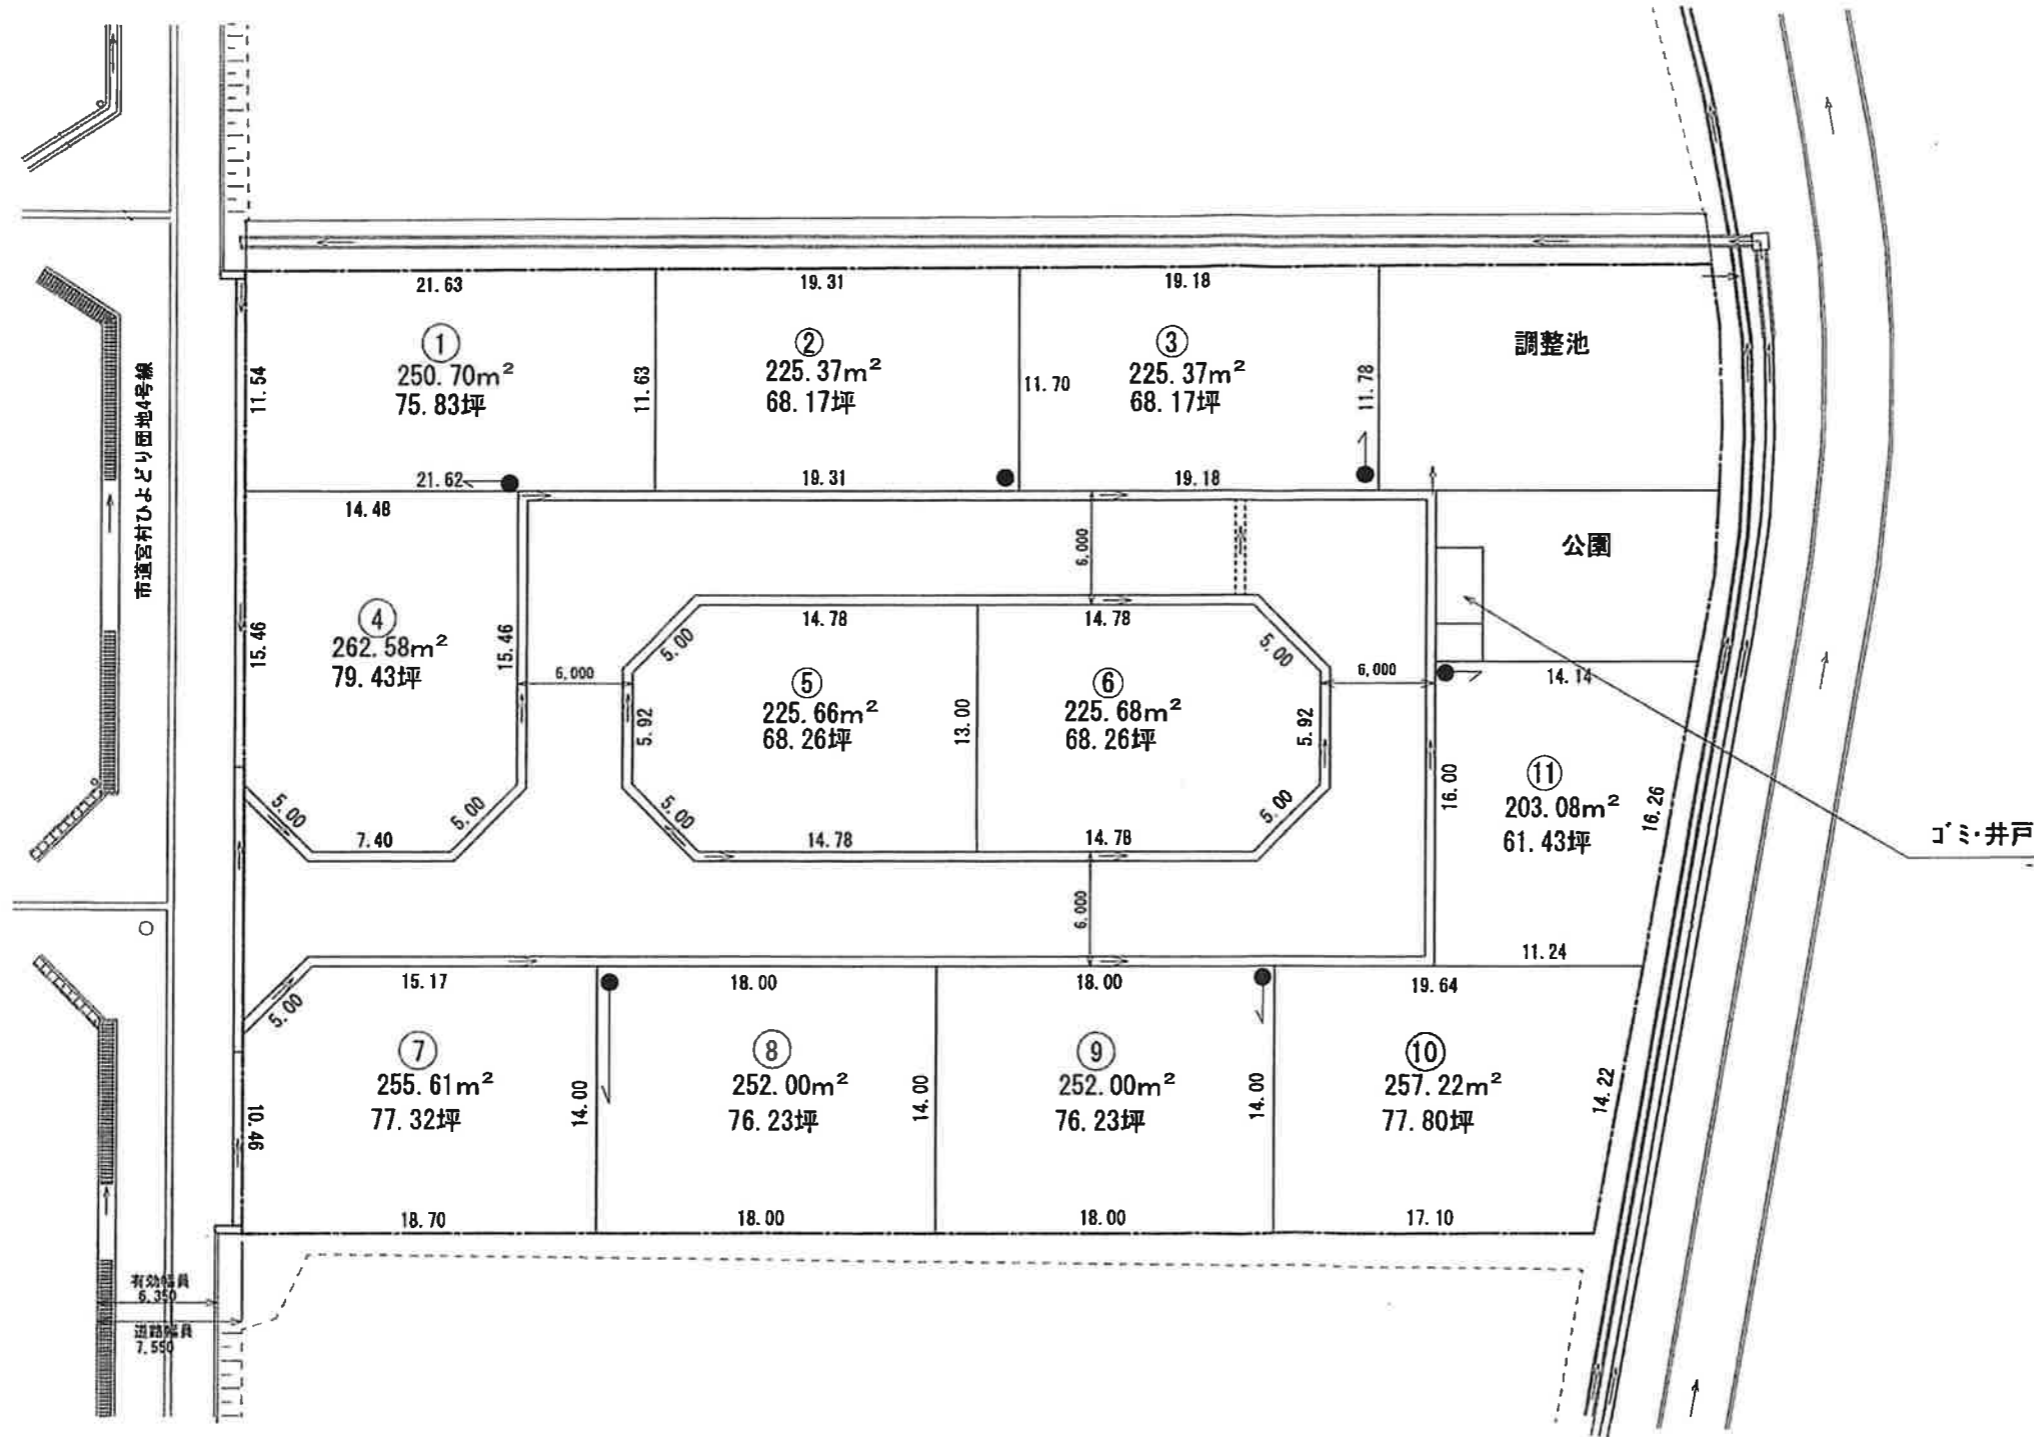 市道宮村ひよどり団地4号線
21.63
11.54
①
250.70m²
75.83坪
11.63
21.62
19.31
②
225.37m²
68.17坪
11.70
19.31
19.18
③
225.37m²
68.17坪
11.78
19.18
調整池
公園
14.48
15.46
④
262.58m²
79.43坪
15.46
5.00
7.40
5.00
6,000
6,000
14.78
5.00
⑤
225.66m²
68.26坪
5.92
13.00
5.00
14.78
14.78
5.00
⑥
225.68m²
68.26坪
5.92
5.00
14.78
6,000
6,000
14.14
16.00
⑪
203.08m²
61.43坪
16.26
11.24
ゴミ・井戸
15.17
5.00
⑦
255.61m²
77.32坪
10.46
14.00
18.70
18.00
⑧
252.00m²
76.23坪
14.00
18.00
18.00
⑨
252.00m²
76.23坪
14.00
18.00
19.64
⑩
257.22m²
77.80坪
14.22
17.10
有効幅員
6,350
道路幅員
7,550